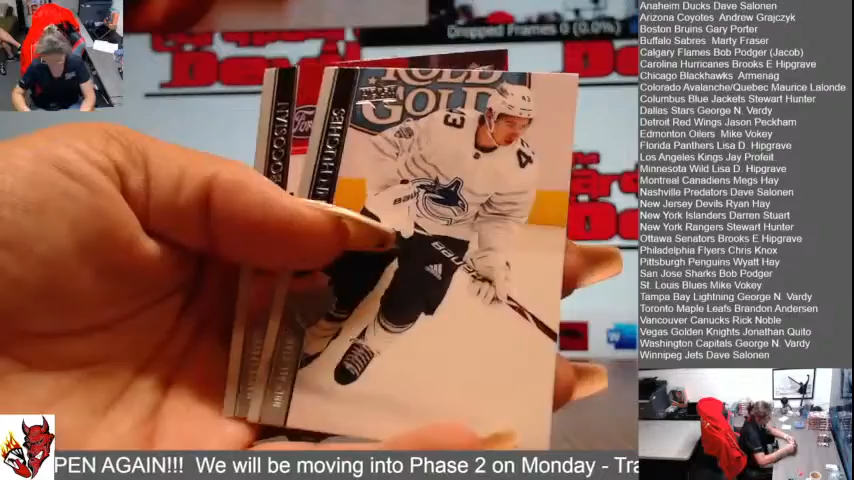 Dropped Frames 0 (0.0%)
Anaheim Ducks Dave Salonen
Arizona Coyotes Andrew Grajczyk
Boston Bruins Gary Porter
Buffalo Sabres Marty Fraser
Calgary Flames Bob Podger (Jacob)
Carolina Hurricanes Brooks E Hipgrave
Chicago Blackhawks Armenag
Colorado Avalanche/Quebec Maurice Lalonde
Columbus Blue Jackets Stewart Hunter
Dallas Stars George N. Vardy
Detroit Red Wings Jason Peckham
Edmonton Oilers Mike Vokey
Florida Panthers Lisa D. Hipgrave
Los Angeles Kings Jay Profeit
Minnesota Wild Lisa D. Hipgrave
Montreal Canadiens Megs Hay
Nashville Predators Dave Salonen
New Jersey Devils Ryan Hay
New York Islanders Darren Stuart
New York Rangers Stewart Hunter
Ottawa Senators Brooks E Hipgrave
Philadelphia Flyers Chris Knox
Pittsburgh Penguins Wyatt Hay
San Jose Sharks Bob Podger
St. Louis Blues Mike Vokey
Tampa Bay Lightning George N. Vardy
Toronto Maple Leafs Brandon Andersen
Vancouver Canucks Rick Noble
Vegas Golden Knights Jonathan Quito
Washington Capitals George N. Vardy
Winnipeg Jets Dave Salonen
GOLD
BOGOSIAN
HUGHES
43
43
Ford
BAUER
adidas
PEN AGAIN!!! We will be moving into Phase 2 on Monday - Tra